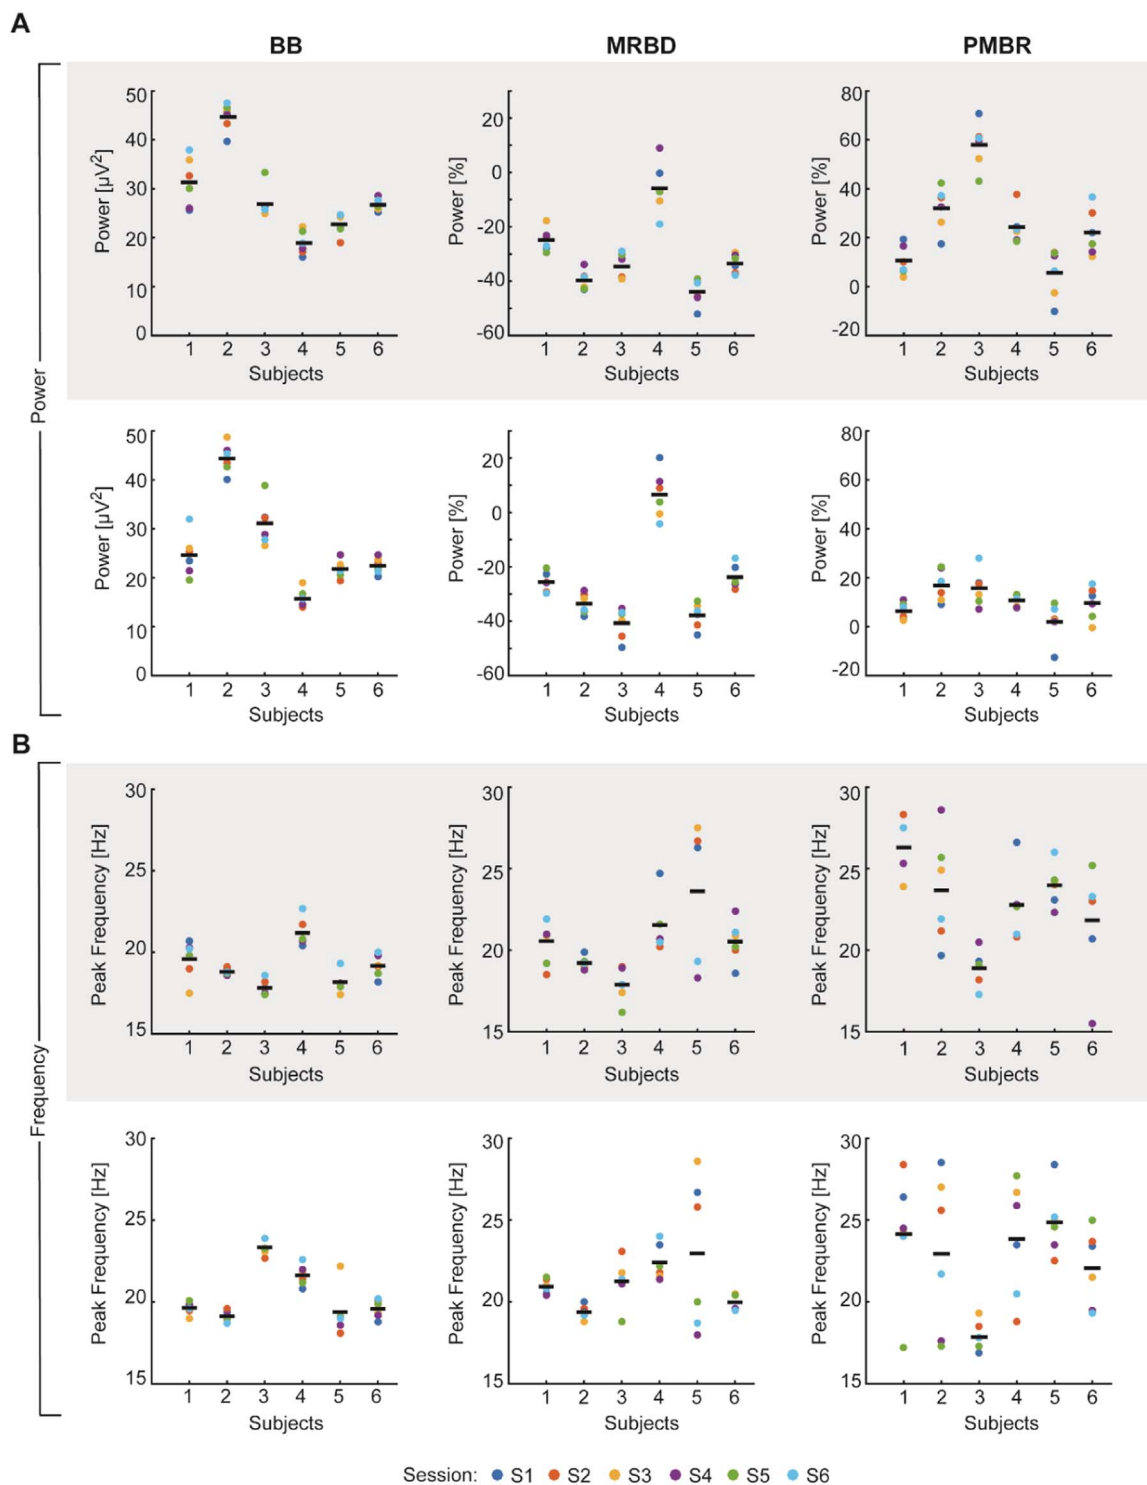 A
BB MRBD PMBR
Power
Power [µV²]
50
40
30
20
10
0
1 2 3 4 5 6
Subjects
Power [%]
20
0
-20
-40
-60
1 2 3 4 5 6
Subjects
Power [%]
80
60
40
20
0
-20
1 2 3 4 5 6
Subjects
Power [µV²]
50
40
30
20
10
0
1 2 3 4 5 6
Subjects
Power [%]
20
0
-20
-40
-60
1 2 3 4 5 6
Subjects
Power [%]
80
60
40
20
0
-20
1 2 3 4 5 6
Subjects
B
Frequency
Peak Frequency [Hz]
30
25
20
15
1 2 3 4 5 6
Subjects
Peak Frequency [Hz]
30
25
20
15
1 2 3 4 5 6
Subjects
Peak Frequency [Hz]
30
25
20
15
1 2 3 4 5 6
Subjects
Peak Frequency [Hz]
30
25
20
15
1 2 3 4 5 6
Subjects
Peak Frequency [Hz]
30
25
20
15
1 2 3 4 5 6
Subjects
Peak Frequency [Hz]
30
25
20
15
1 2 3 4 5 6
Subjects
Session: S1 S2 S3 S4 S5 S6